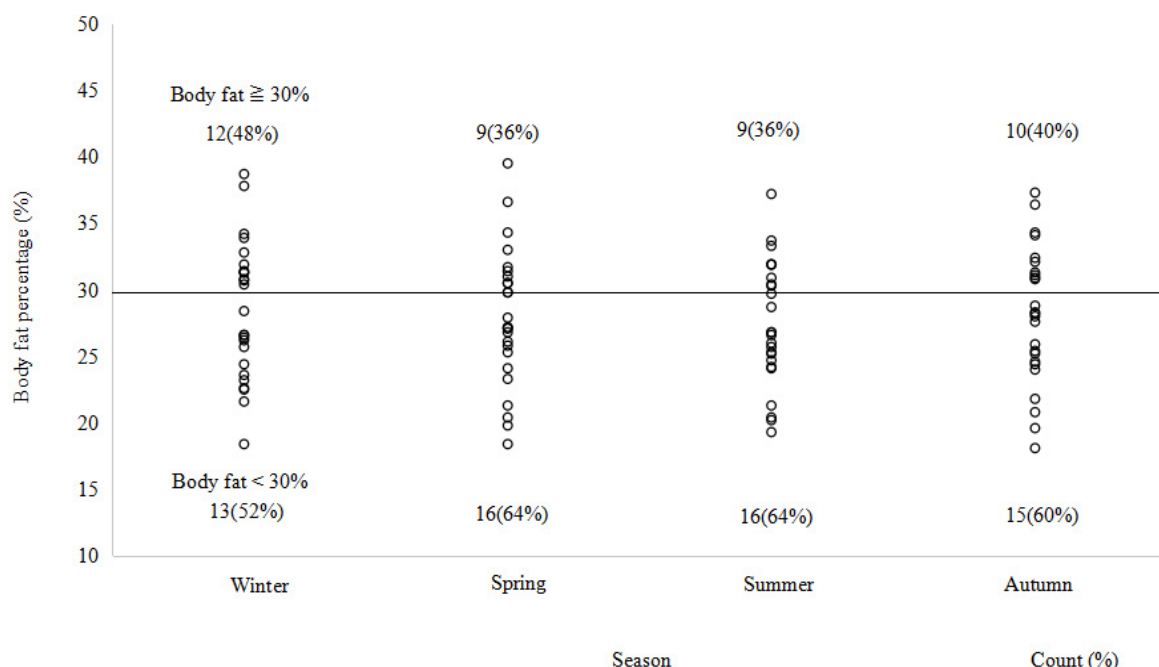 50
45
Body fat ≧ 30%
12(48%) 9(36%) 9(36%) 10(40%)
40
35
30
25
20
15
Body fat < 30%
13(52%) 16(64%) 16(64%) 15(60%)
10
Body fat percentage (%)
Winter Spring Summer Autumn
Season Count (%)